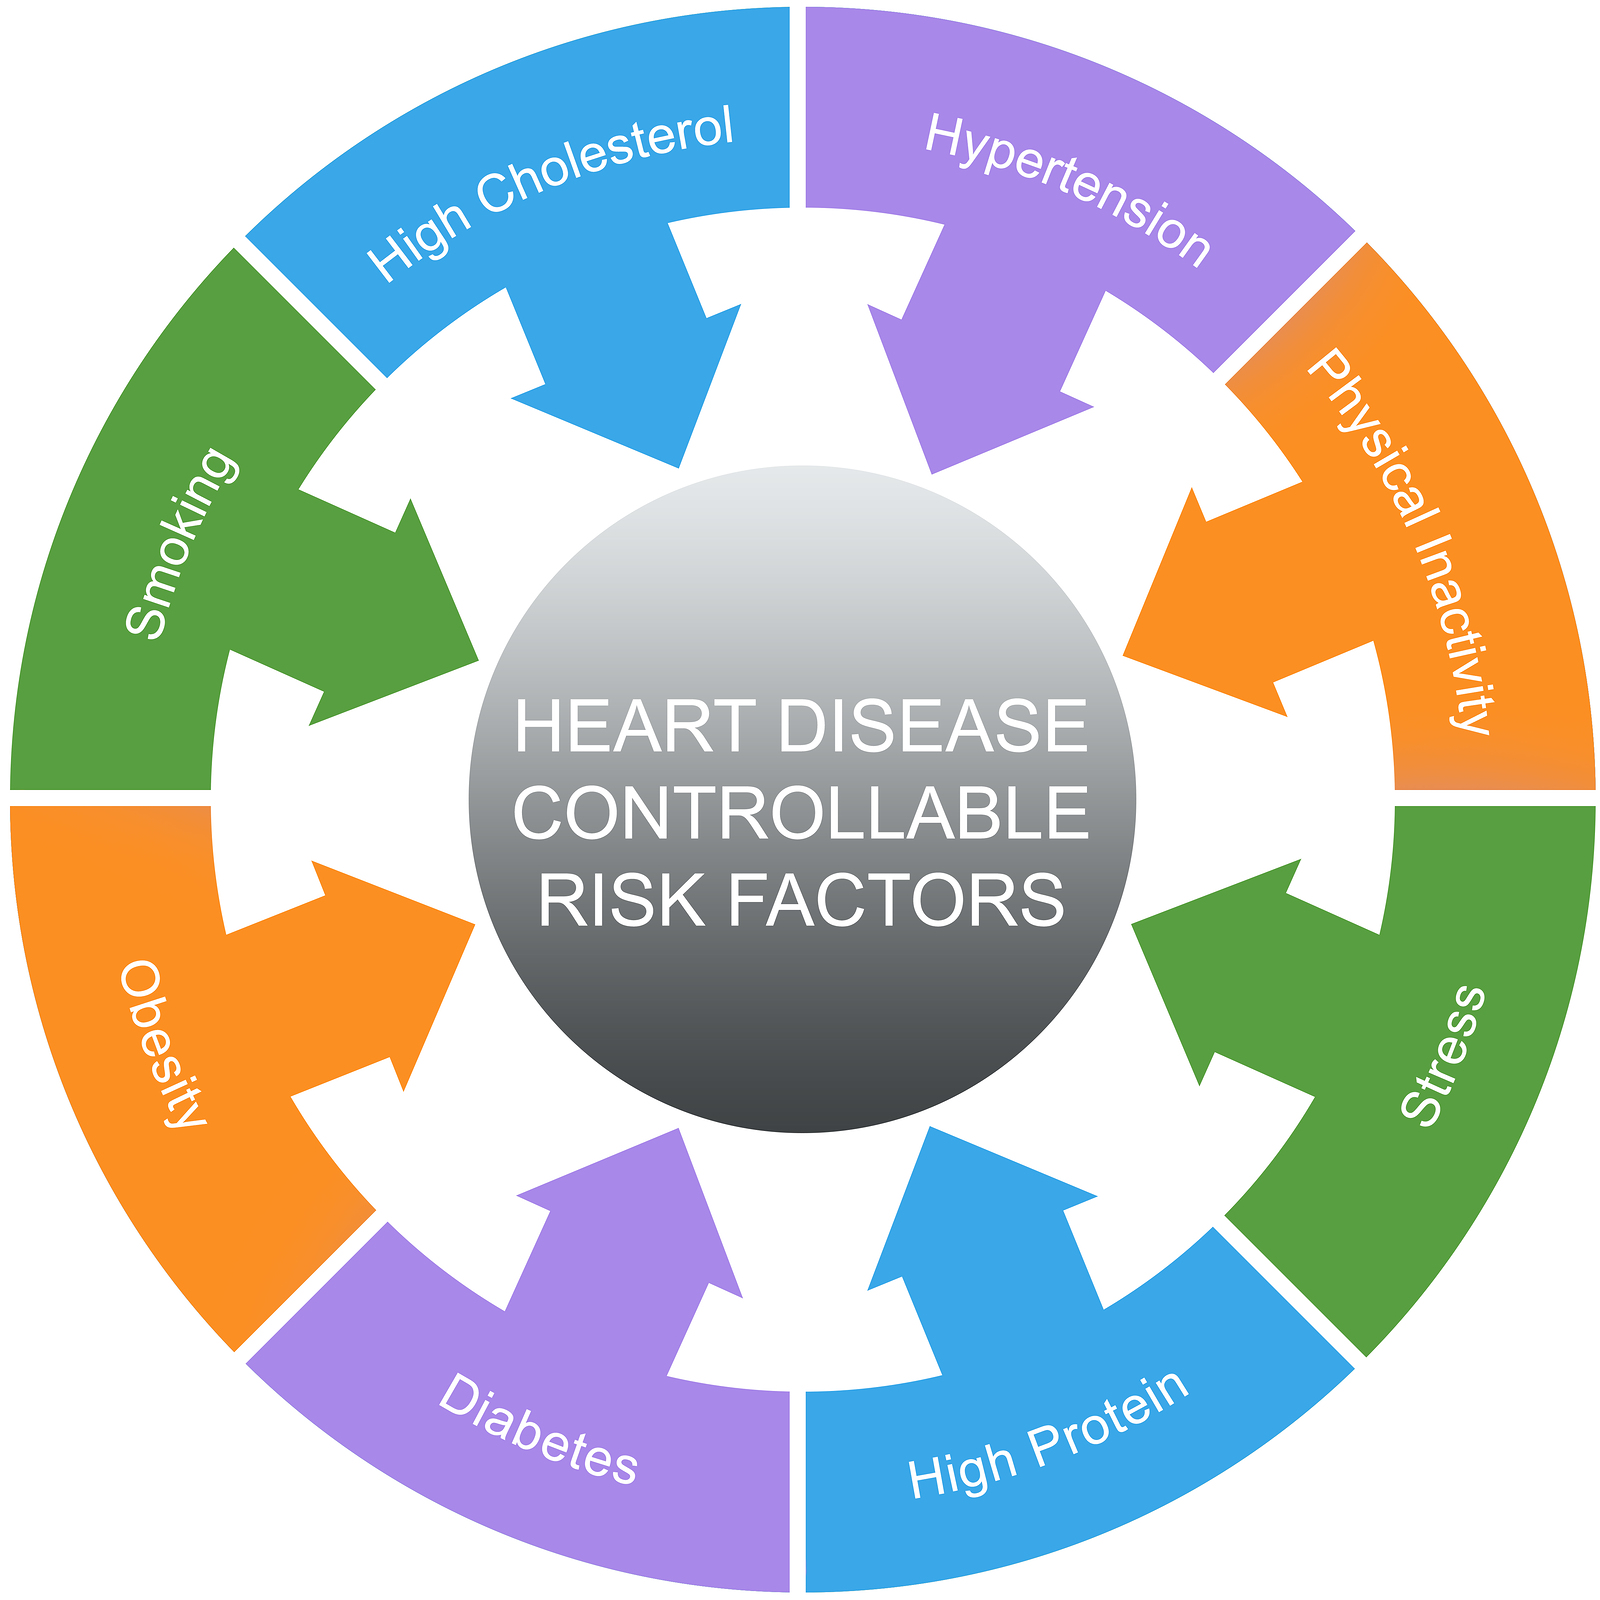 High Cholesterol
Hypertension
Physical Inactivity
Stress
High Protein
Diabetes
Obesity
Smoking
HEART DISEASE
CONTROLLABLE
RISK FACTORS